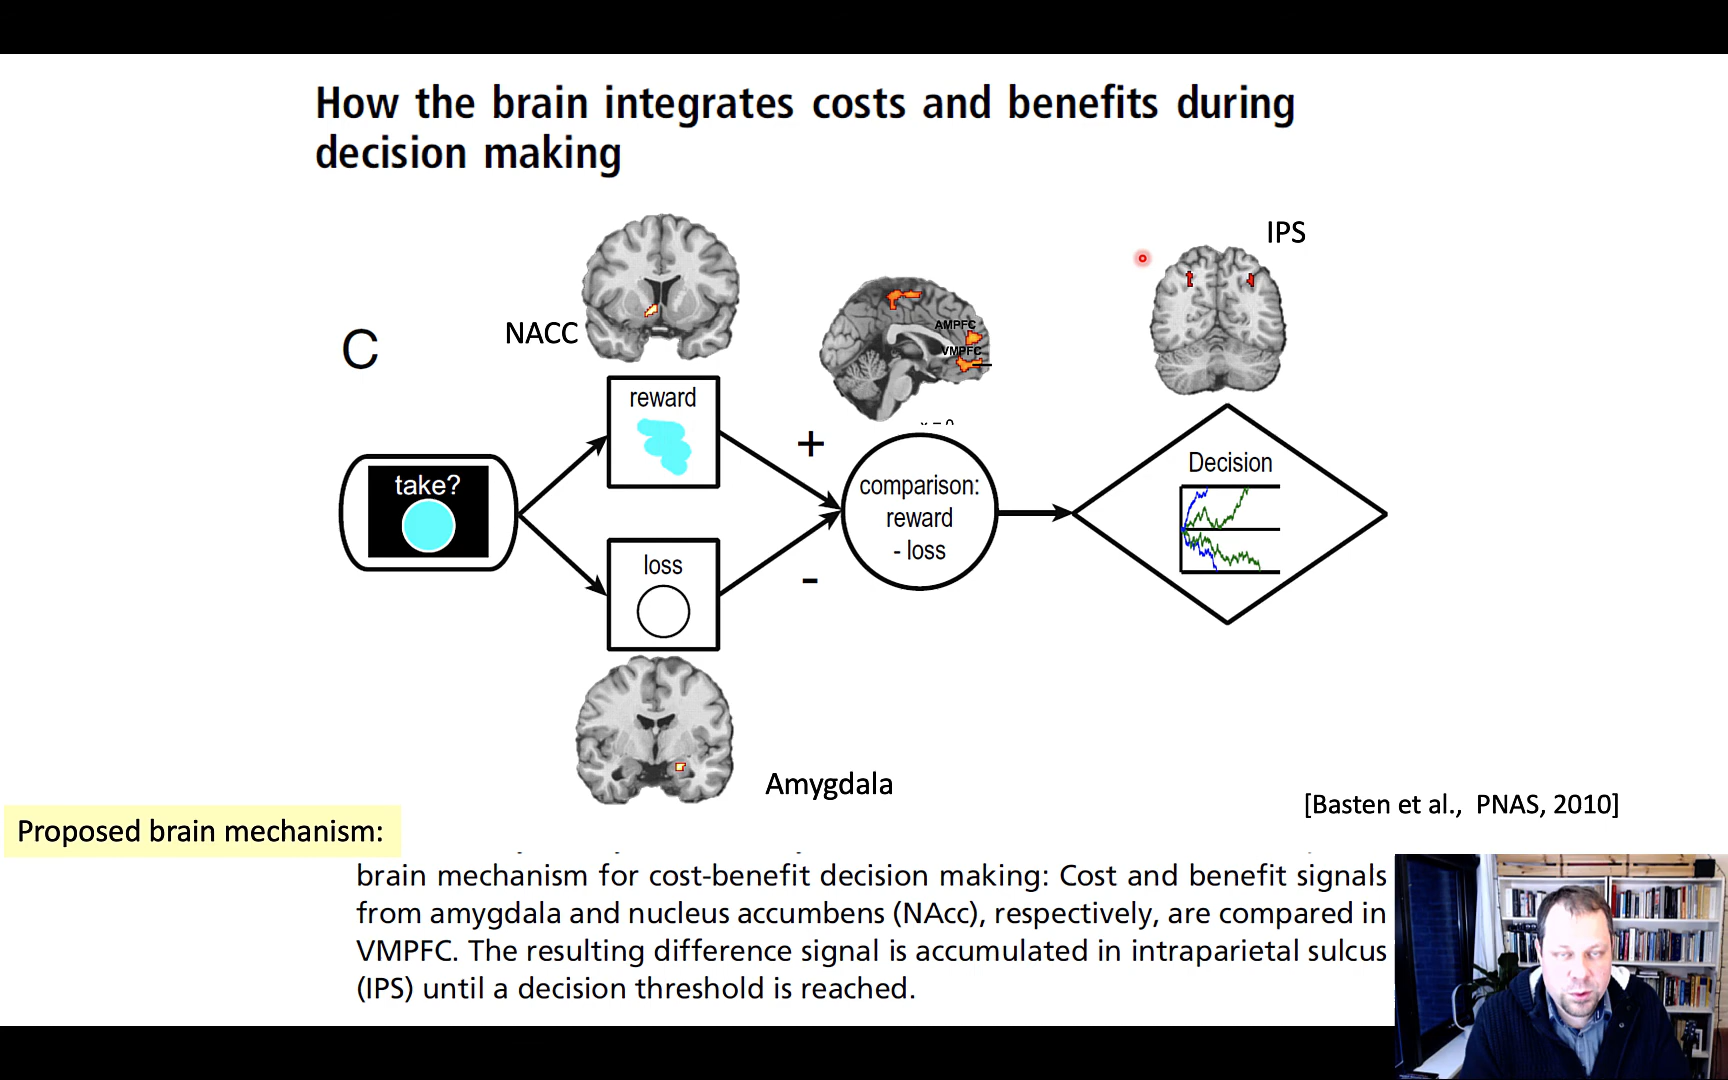 How the brain integrates costs and benefits during
decision making
IPS
NACC
AMPFC
VMPFC
C
reward
+
take?
comparison:
reward
- loss
Decision
loss
-
Amygdala
[Basten et al., PNAS, 2010]
Proposed brain mechanism:
brain mechanism for cost-benefit decision making: Cost and benefit signals
from amygdala and nucleus accumbens (NAcc), respectively, are compared in
VMPFC. The resulting difference signal is accumulated in intraparietal sulcus
(IPS) until a decision threshold is reached.